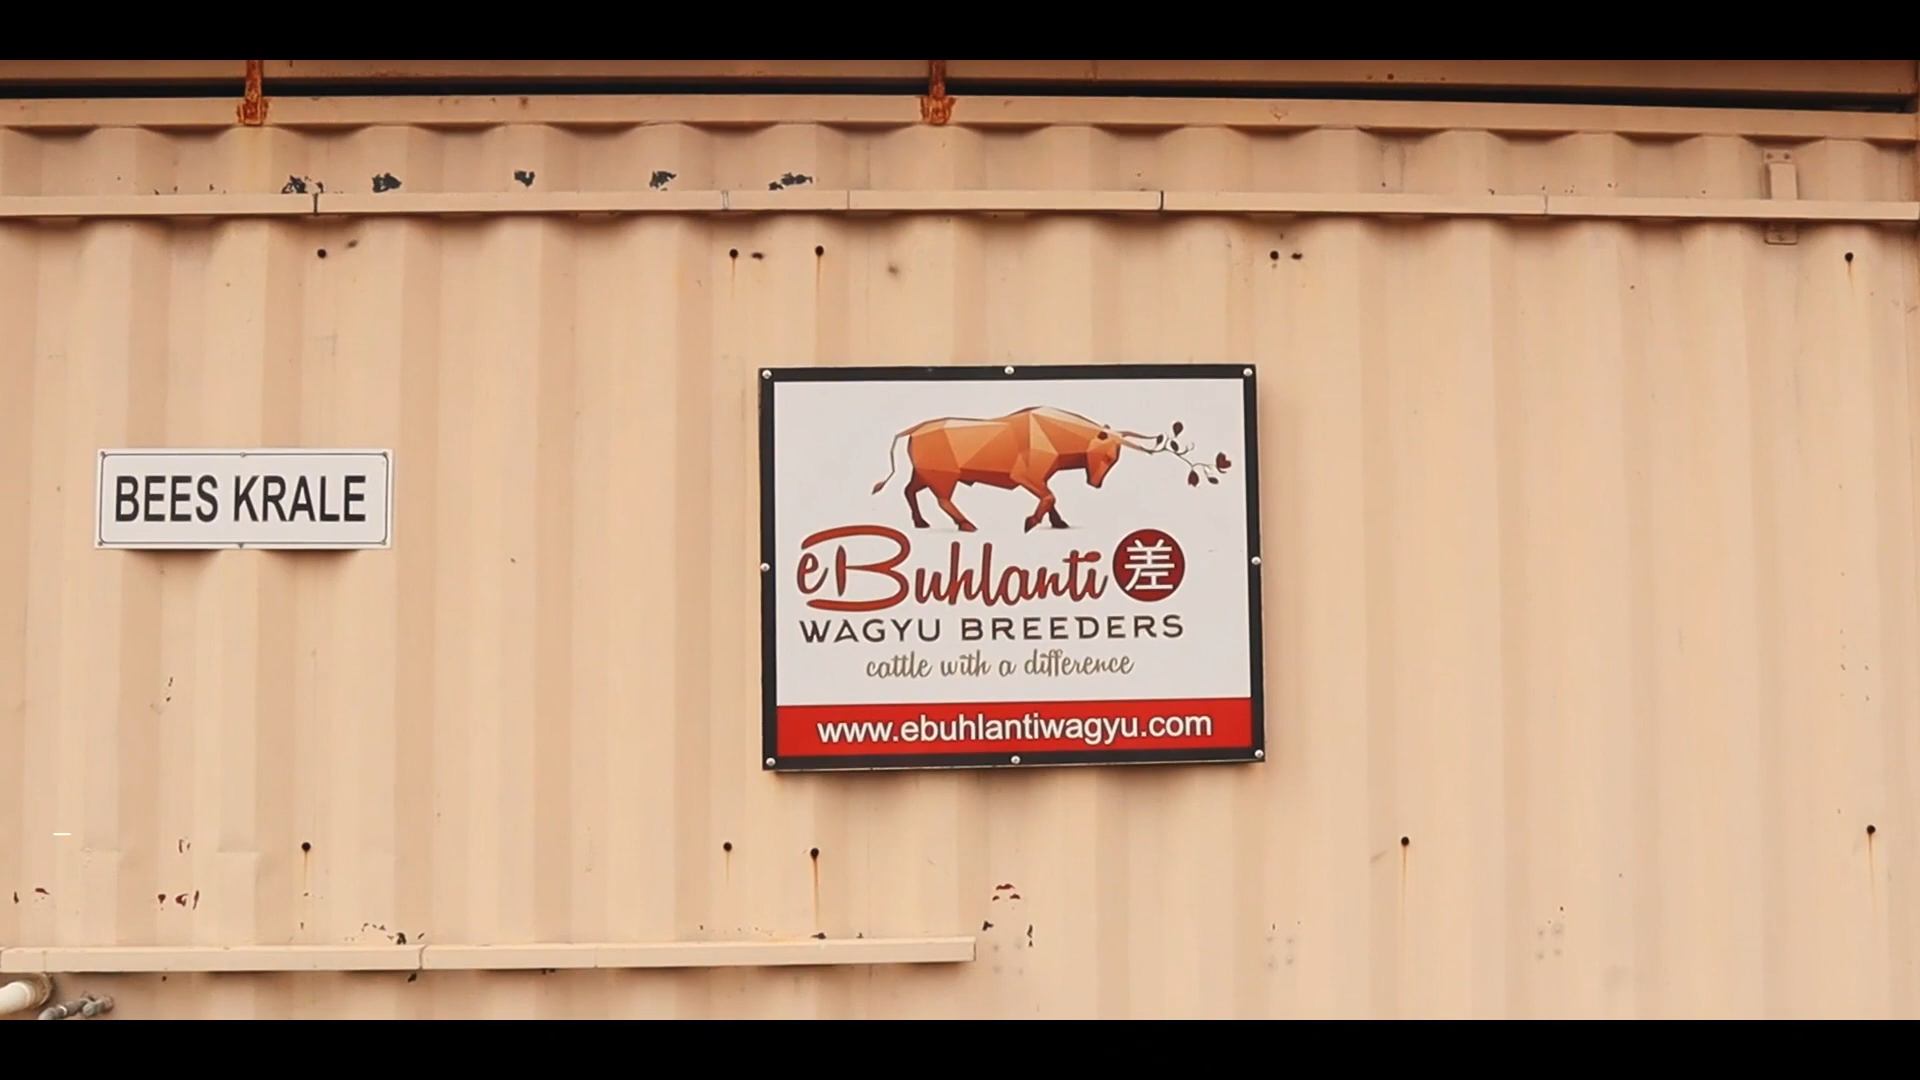 BEES KRALE
eBuhlanti 差
WAGYU BREEDERS
cattle with a difference
www.ebuhlantiwagyu.com